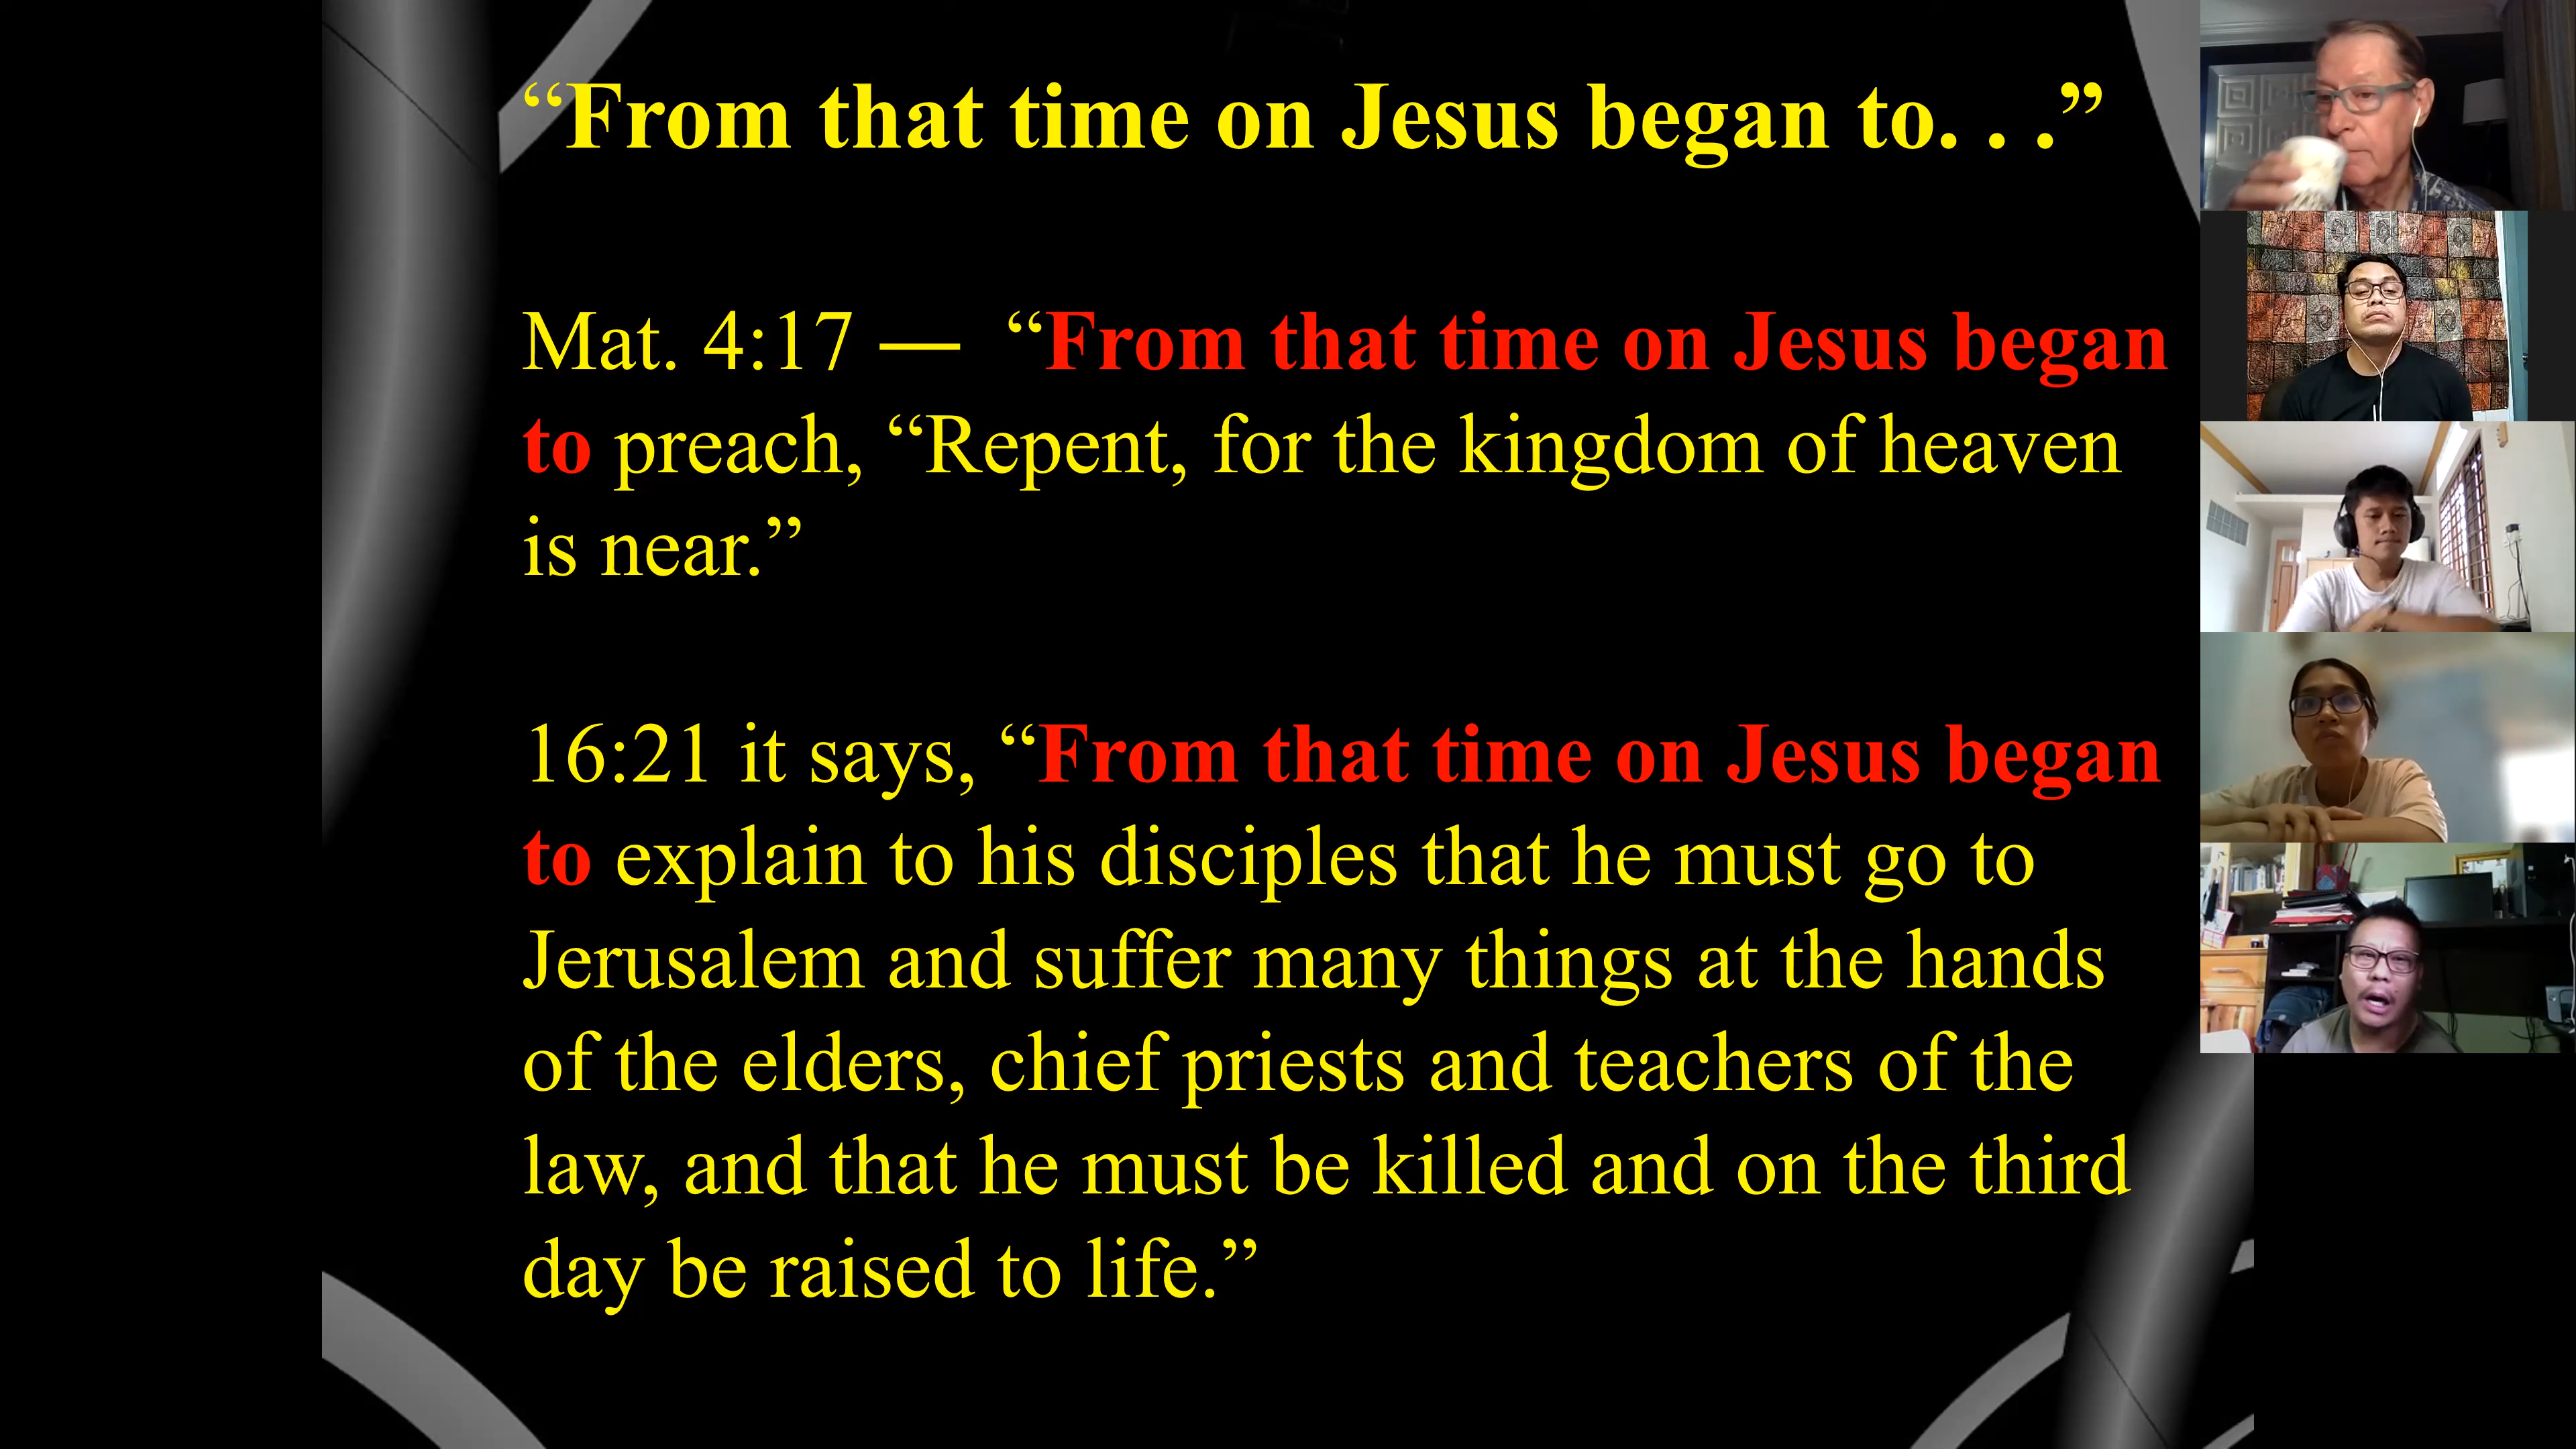 “From that time on Jesus began to. . .”
Mat. 4:17 — “From that time on Jesus began
to preach, “Repent, for the kingdom of heaven
is near.”
16:21 it says, “From that time on Jesus began
to explain to his disciples that he must go to
Jerusalem and suffer many things at the hands
of the elders, chief priests and teachers of the
law, and that he must be killed and on the third
day be raised to life.”